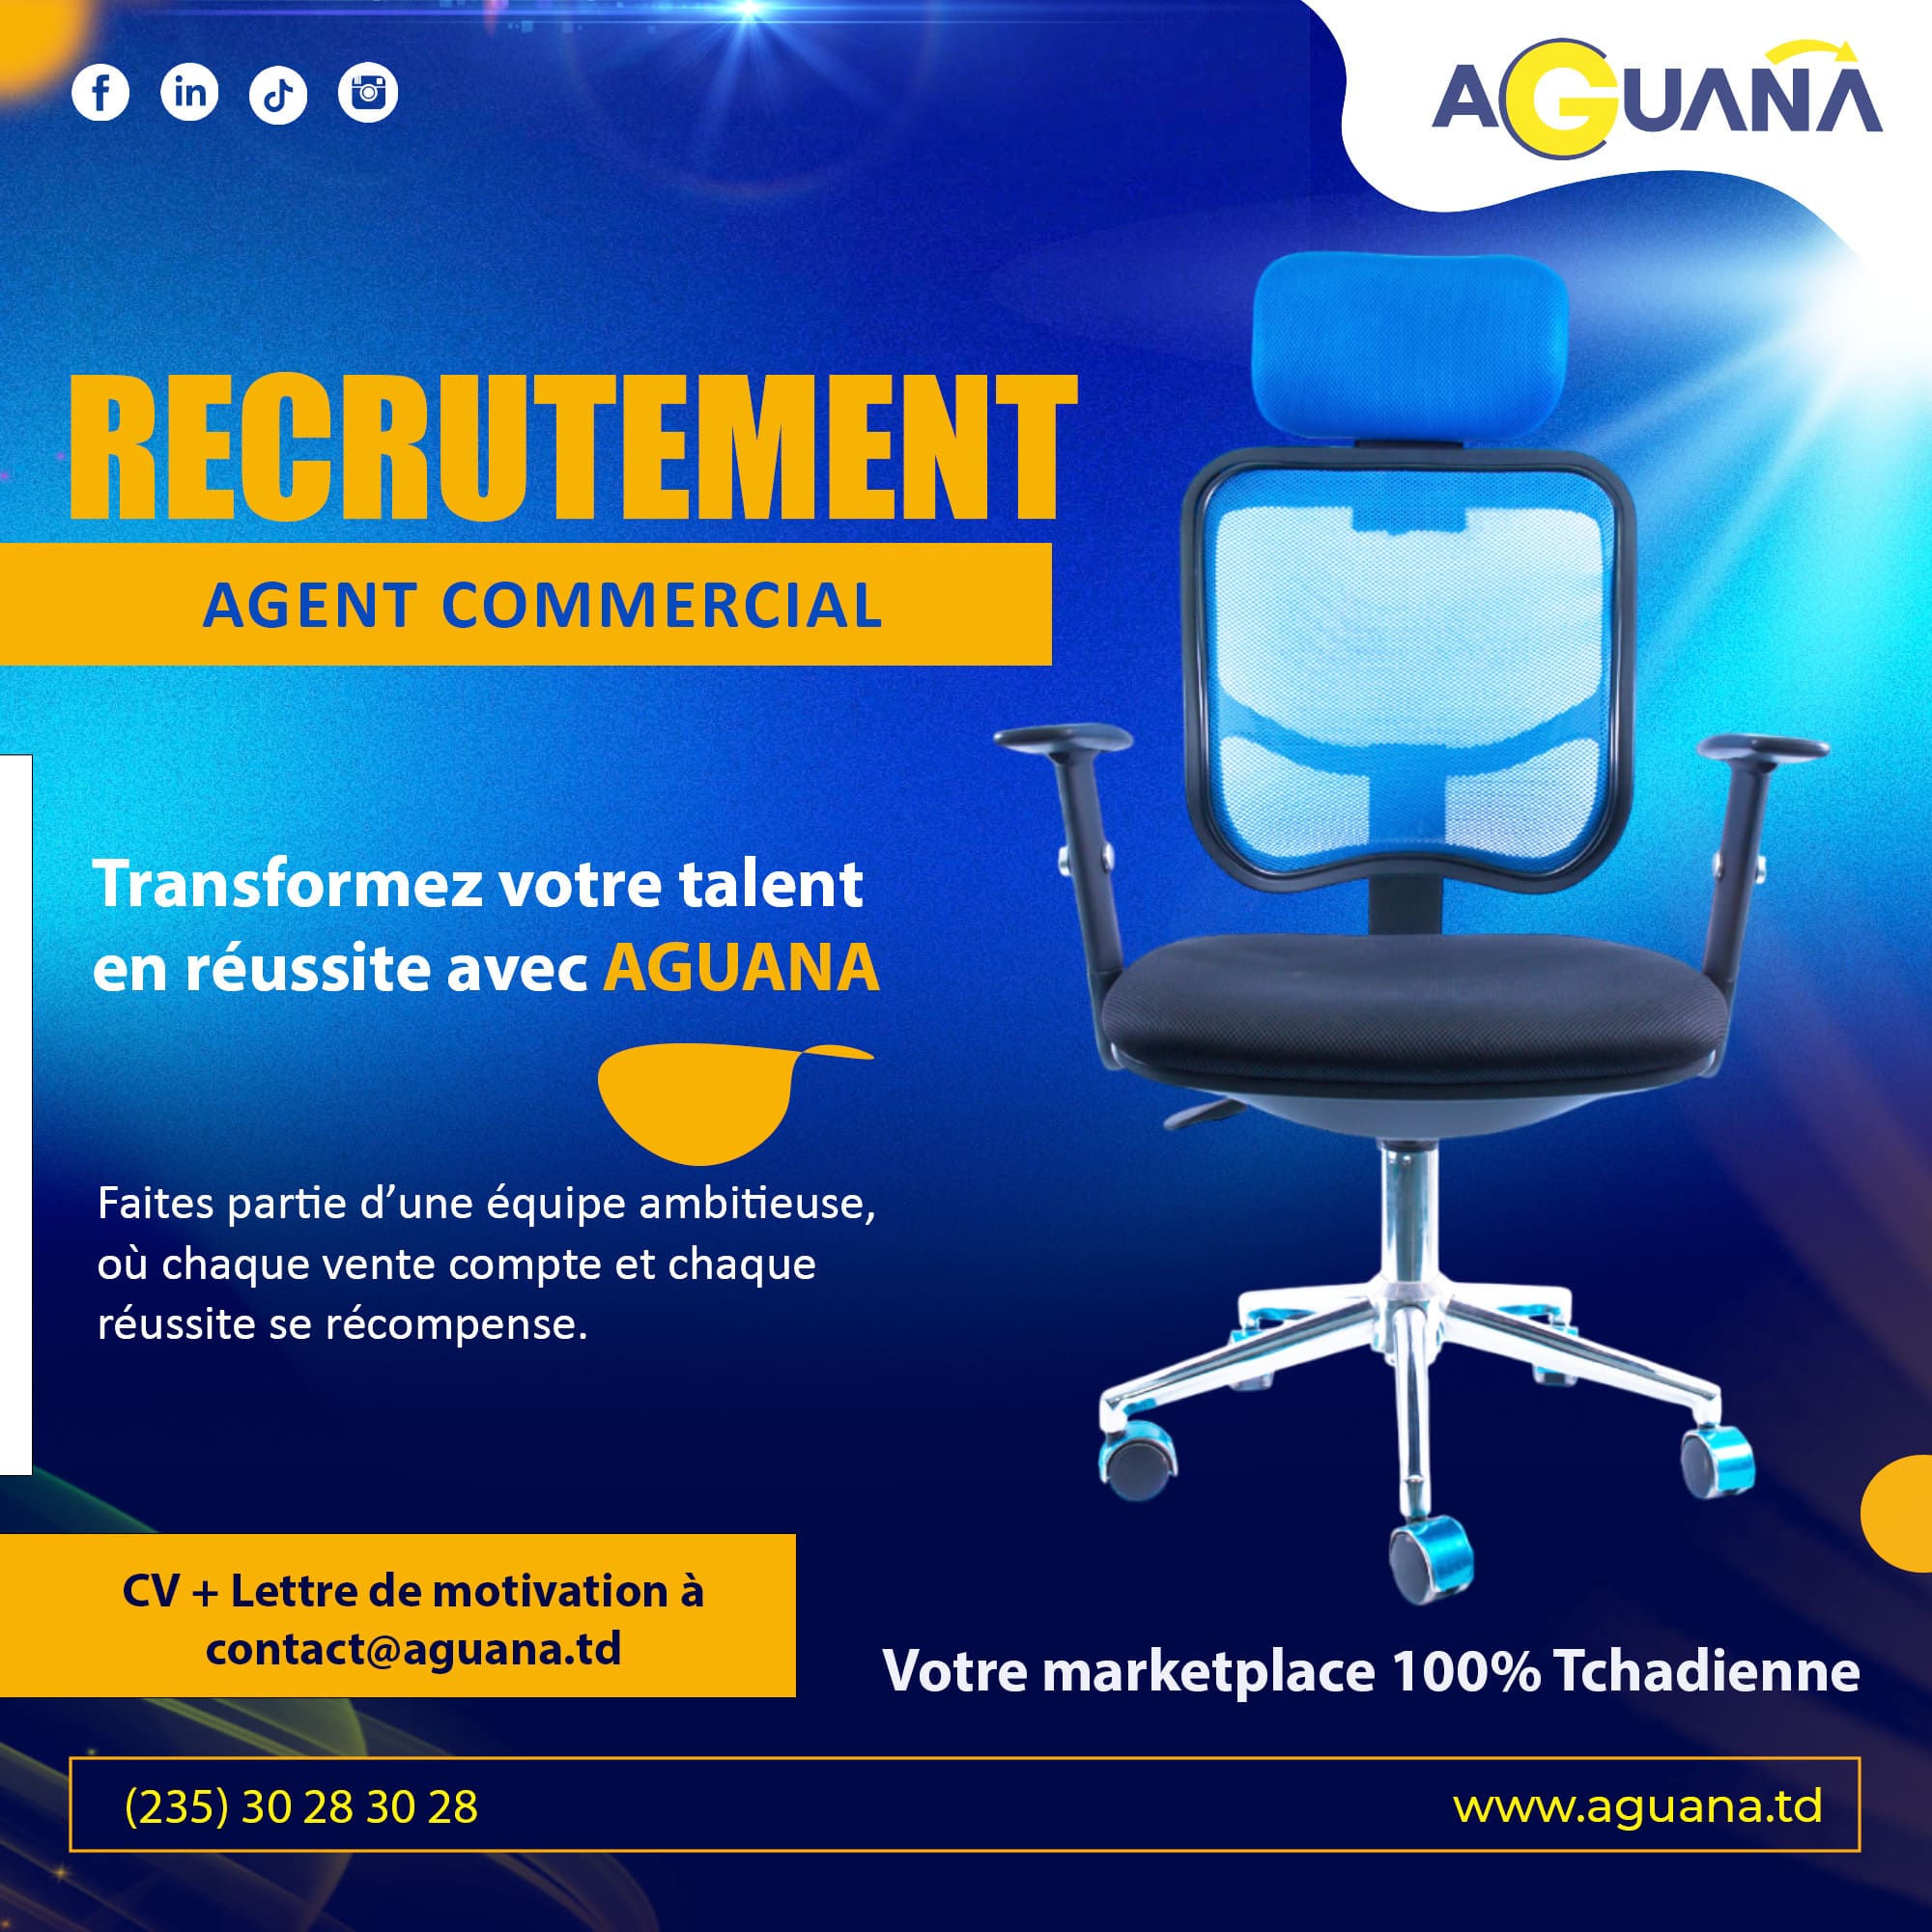 AGUANA
RECRUTEMENT
AGENT COMMERCIAL
Transformez votre talent
en réussite avec AGUANA
Faites partie d’une équipe ambitieuse,
où chaque vente compte et chaque
réussite se récompense.
CV + Lettre de motivation à
contact@aguana.td
Votre marketplace 100% Tchadienne
(235) 30 28 30 28
www.aguana.td